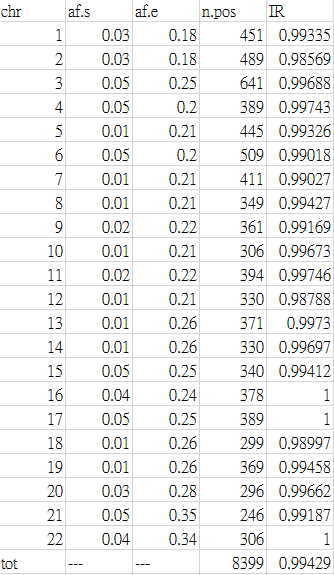 chr af.s af.e n.pos IR
1 0.03 0.18 451 0.99335
2 0.03 0.18 489 0.98569
3 0.05 0.25 641 0.99688
4 0.05 0.2 389 0.99743
5 0.01 0.21 445 0.99326
6 0.05 0.2 509 0.99018
7 0.01 0.21 411 0.99027
8 0.01 0.21 349 0.99427
9 0.02 0.22 361 0.99169
10 0.01 0.21 306 0.99673
11 0.02 0.22 394 0.99746
12 0.01 0.21 330 0.98788
13 0.01 0.26 371 0.9973
14 0.01 0.26 330 0.99697
15 0.05 0.25 340 0.99412
16 0.04 0.24 378 1
17 0.05 0.25 389 1
18 0.01 0.26 299 0.98997
19 0.01 0.26 369 0.99458
20 0.03 0.28 296 0.99662
21 0.05 0.35 246 0.99187
22 0.04 0.34 306 1
tot --- --- 8399 0.99429